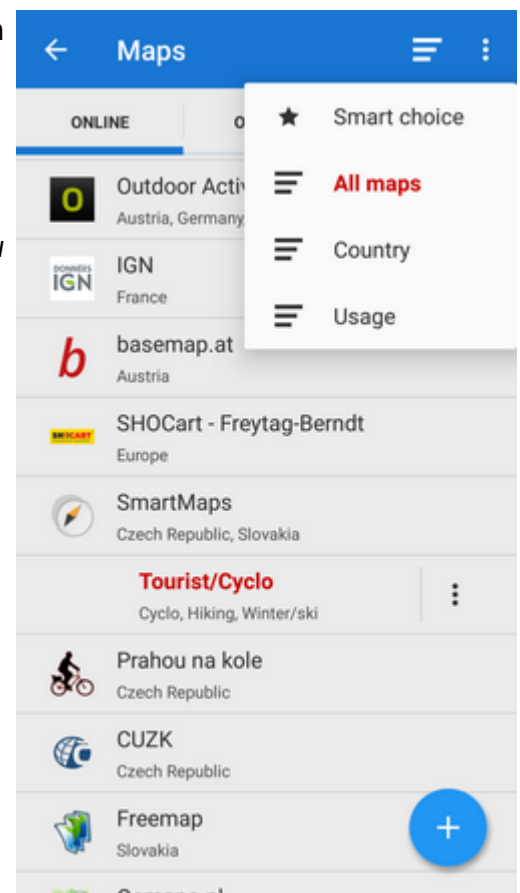 Maps
ONLINE
Smart choice
All maps
Country
Usage
Outdoor
Austria, Germany,
IGN
France
basemap.at
Austria
SHOCart - Freytag-Berndt
Europe
SmartMaps
Czech Republic, Slovakia
Tourist/Cyclo
Cyclo, Hiking, Winter/ski
Prahou na kole
Czech Republic
CUZK
Czech Republic
Freemap
Slovakia